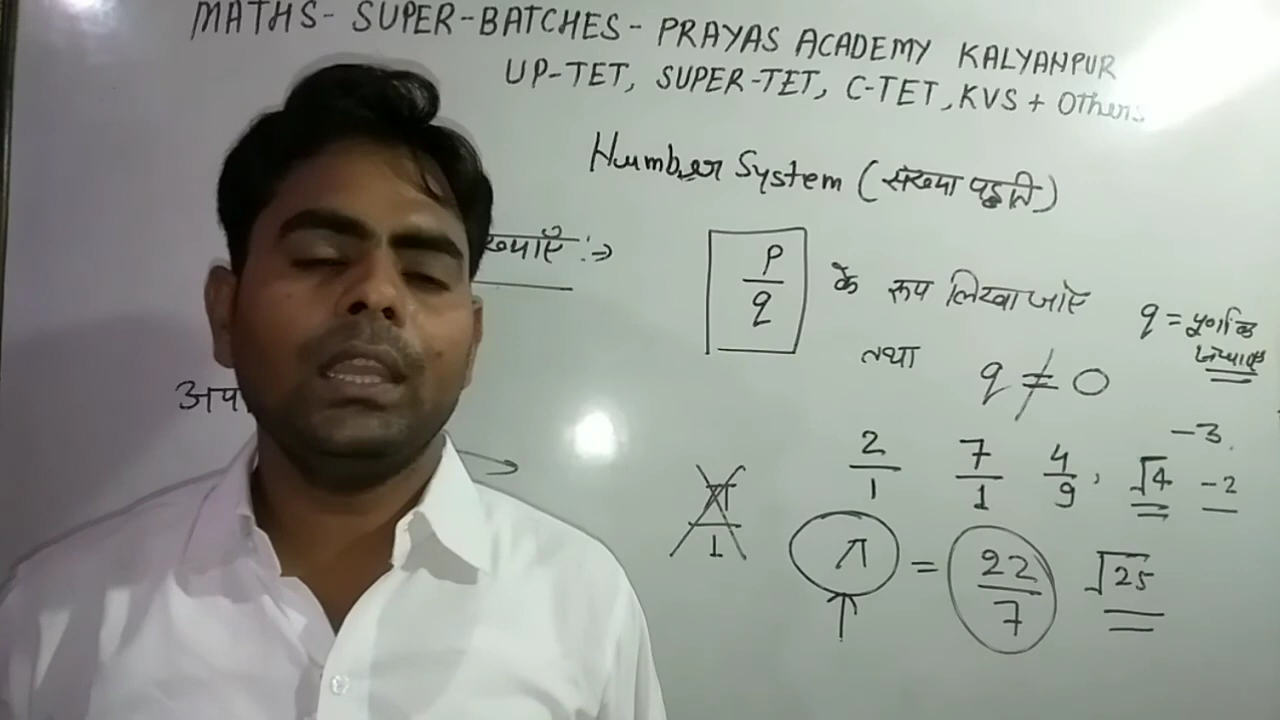 MATHS - SUPER-BATCHES - PRAYAS ACADEMY KALYANPUR
UP-TET, SUPER-TET, C-TET, KVS + Others
Number System (संख्या पद्धति)
ख्याएँ :→
p/q के रूप लिखा जाए
तथा q ≠ 0
q = पूर्णांक
अप
2/1 7/1 4/9, √4 -3
-2
π/1
π = 22/7 √25